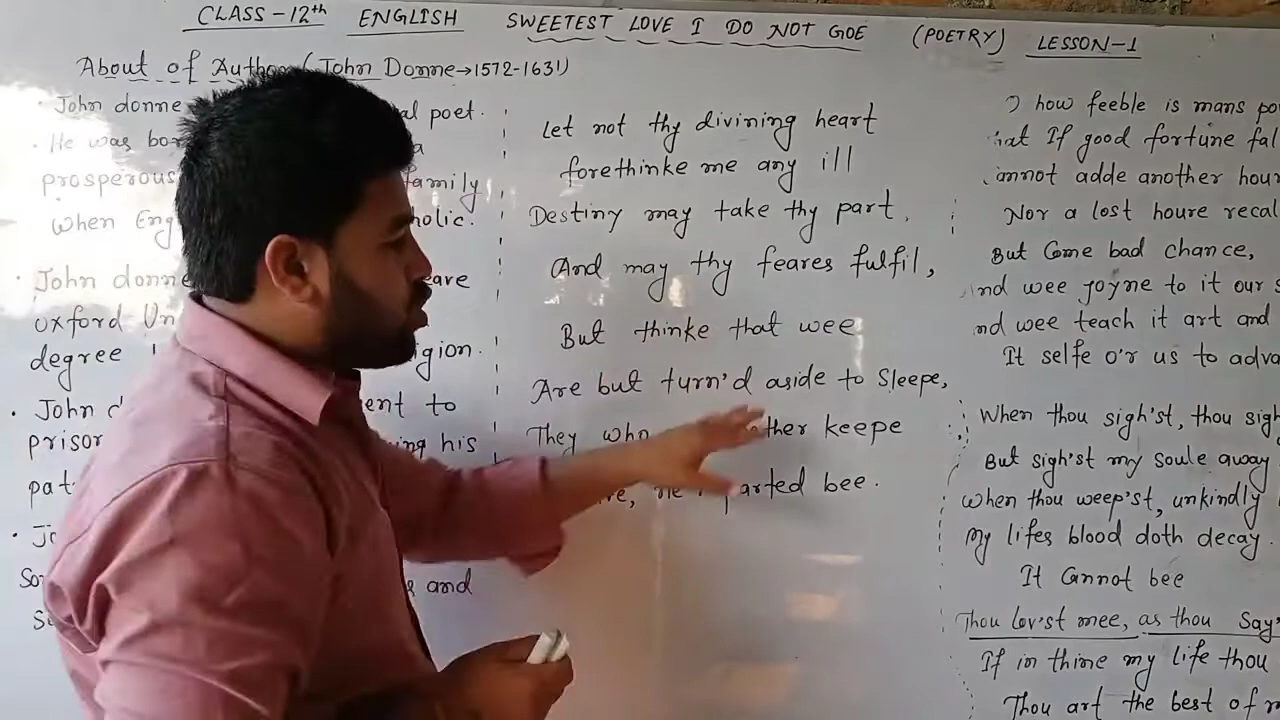 CLASS-12th ENGLISH SWEETEST LOVE I DO NOT GOE (POETRY) LESSON-1
About of Author (John Donne→1572-1631)
· John donne al poet.
· He was bor a
prosperous family
when Eng holic.
· John donne eare
oxford Un
degree igion.
· John d ent to
prisor ing his
pat
· Jo
So and
S
Let not thy divining heart
forethinke me any ill
Destiny may take thy part,
And may thy feares fulfil,
But thinke that wee
Are but turn'd aside to Sleepe,
They who ther keepe
ve, ne'r parted bee.
O how feeble is mans po
hat If good fortune fal
annot adde another hour
Nor a lost houre recal
But Come bad chance,
And wee joyne to it our s
nd wee teach it art and
It selfe o'r us to adva
When thou sigh'st, thou sigh
But sigh'st my soule away
When thou weep'st, unkindly
My lifes blood doth decay.
It Cannot bee
Thou lov'st mee, as thou Say'
If in thine my life thou
Thou art the best of m